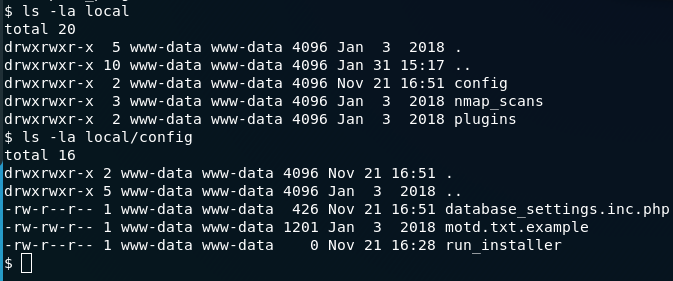 $ ls -la local
total 20
drwxrwxr-x  5 www-data www-data 4096 Jan  3  2018 .
drwxrwxr-x 10 www-data www-data 4096 Jan 31 15:17 ..
drwxrwxr-x  2 www-data www-data 4096 Nov 21 16:51 config
drwxrwxr-x  3 www-data www-data 4096 Jan  3  2018 nmap_scans
drwxrwxr-x  2 www-data www-data 4096 Jan  3  2018 plugins
$ ls -la local/config
total 16
drwxrwxr-x 2 www-data www-data 4096 Nov 21 16:51 .
drwxrwxr-x 5 www-data www-data 4096 Jan  3  2018 ..
-rw-r--r-- 1 www-data www-data  426 Nov 21 16:51 database_settings.inc.php
-rw-rw-r-- 1 www-data www-data 1201 Jan  3  2018 motd.txt.example
-rw-r--r-- 1 www-data www-data    0 Nov 21 16:28 run_installer
$